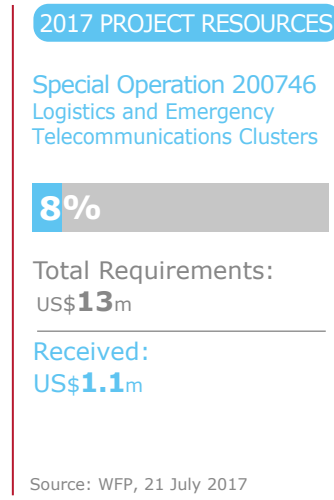 2017 PROJECT RESOURCES
Special Operation 200746
Logistics and Emergency
Telecommunications Clusters
8%
Total Requirements:
US$13m
Received:
US$1.1m
Source: WFP, 21 July 2017